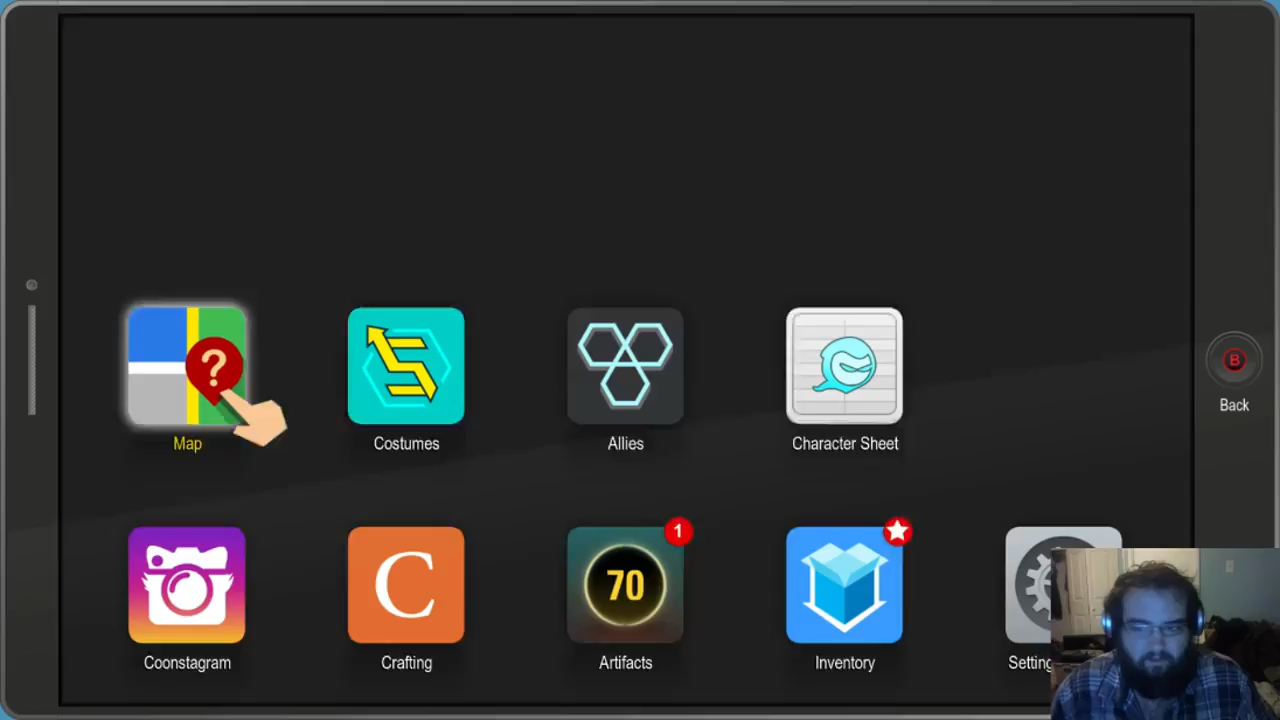 ?
Map
Costumes
Allies
Character Sheet
B
Back
1
C
70
Coonstagram
Crafting
Artifacts
Inventory